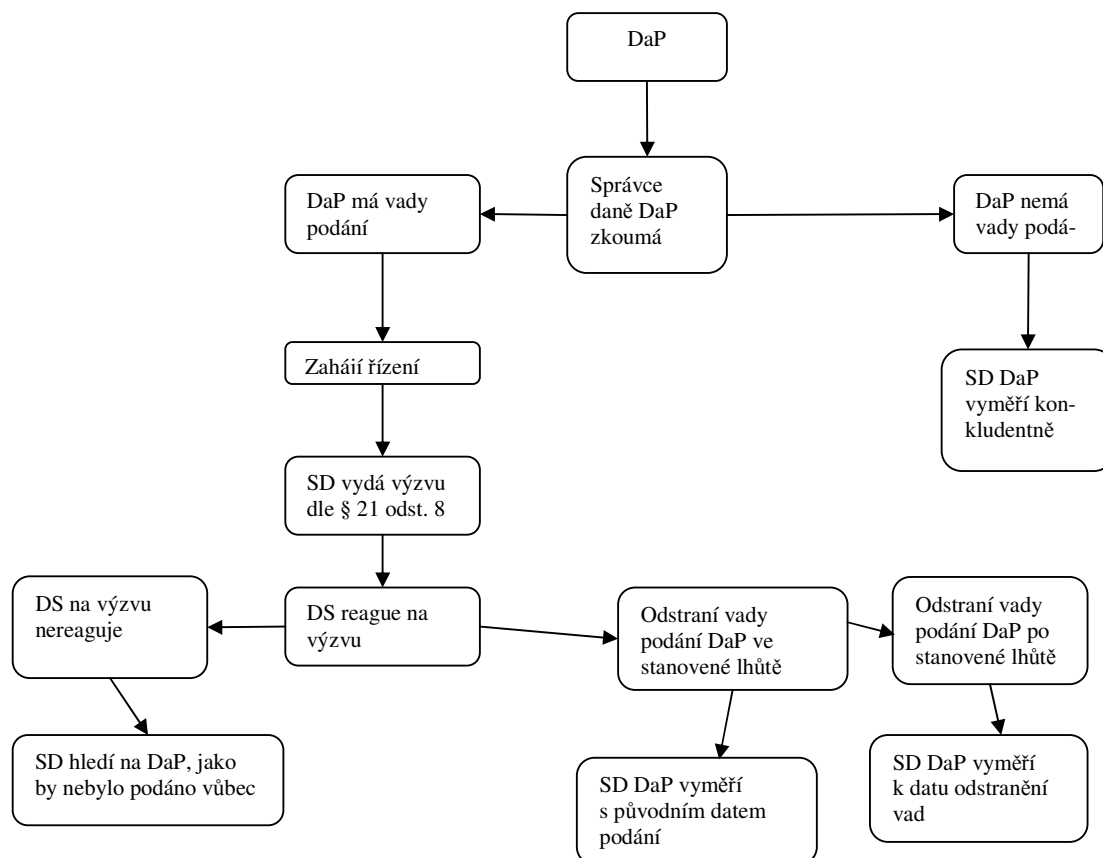 DaP
Správce
daně DaP
zkoumá
DaP má vady
podání
DaP nemá
vady podá-
Zahájí řízení
SD DaP
vyměří kon-
kludentně
SD vydá výzvu
dle § 21 odst. 8
DS na výzvu
nereaguje
DS reague na
výzvu
Odstraní vady
podání DaP ve
stanovené lhůtě
Odstraní vady
podání DaP po
stanovené lhůtě
SD hledí na DaP, jako
by nebylo podáno vůbec
SD DaP vyměří
s původním datem
podání
SD DaP vyměří
k datu odstranění
vad